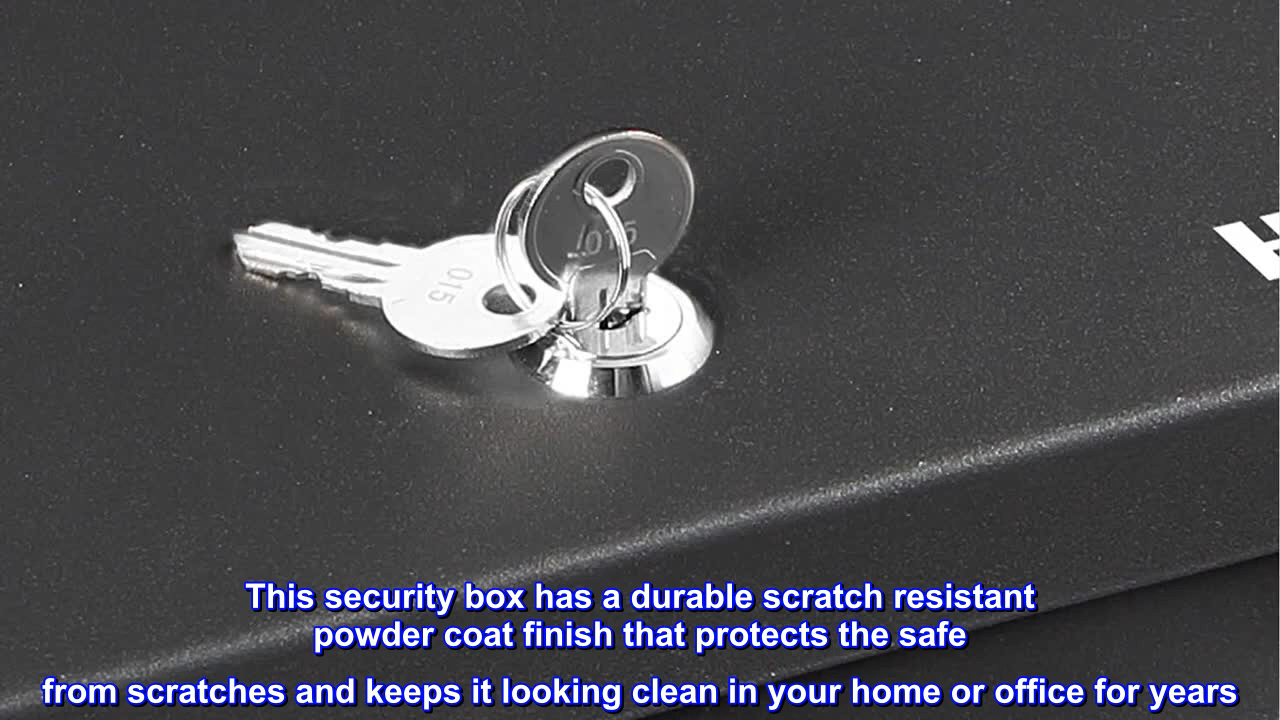 H
1015
015
This security box has a durable scratch resistant
powder coat finish that protects the safe
from scratches and keeps it looking clean in your home or office for years